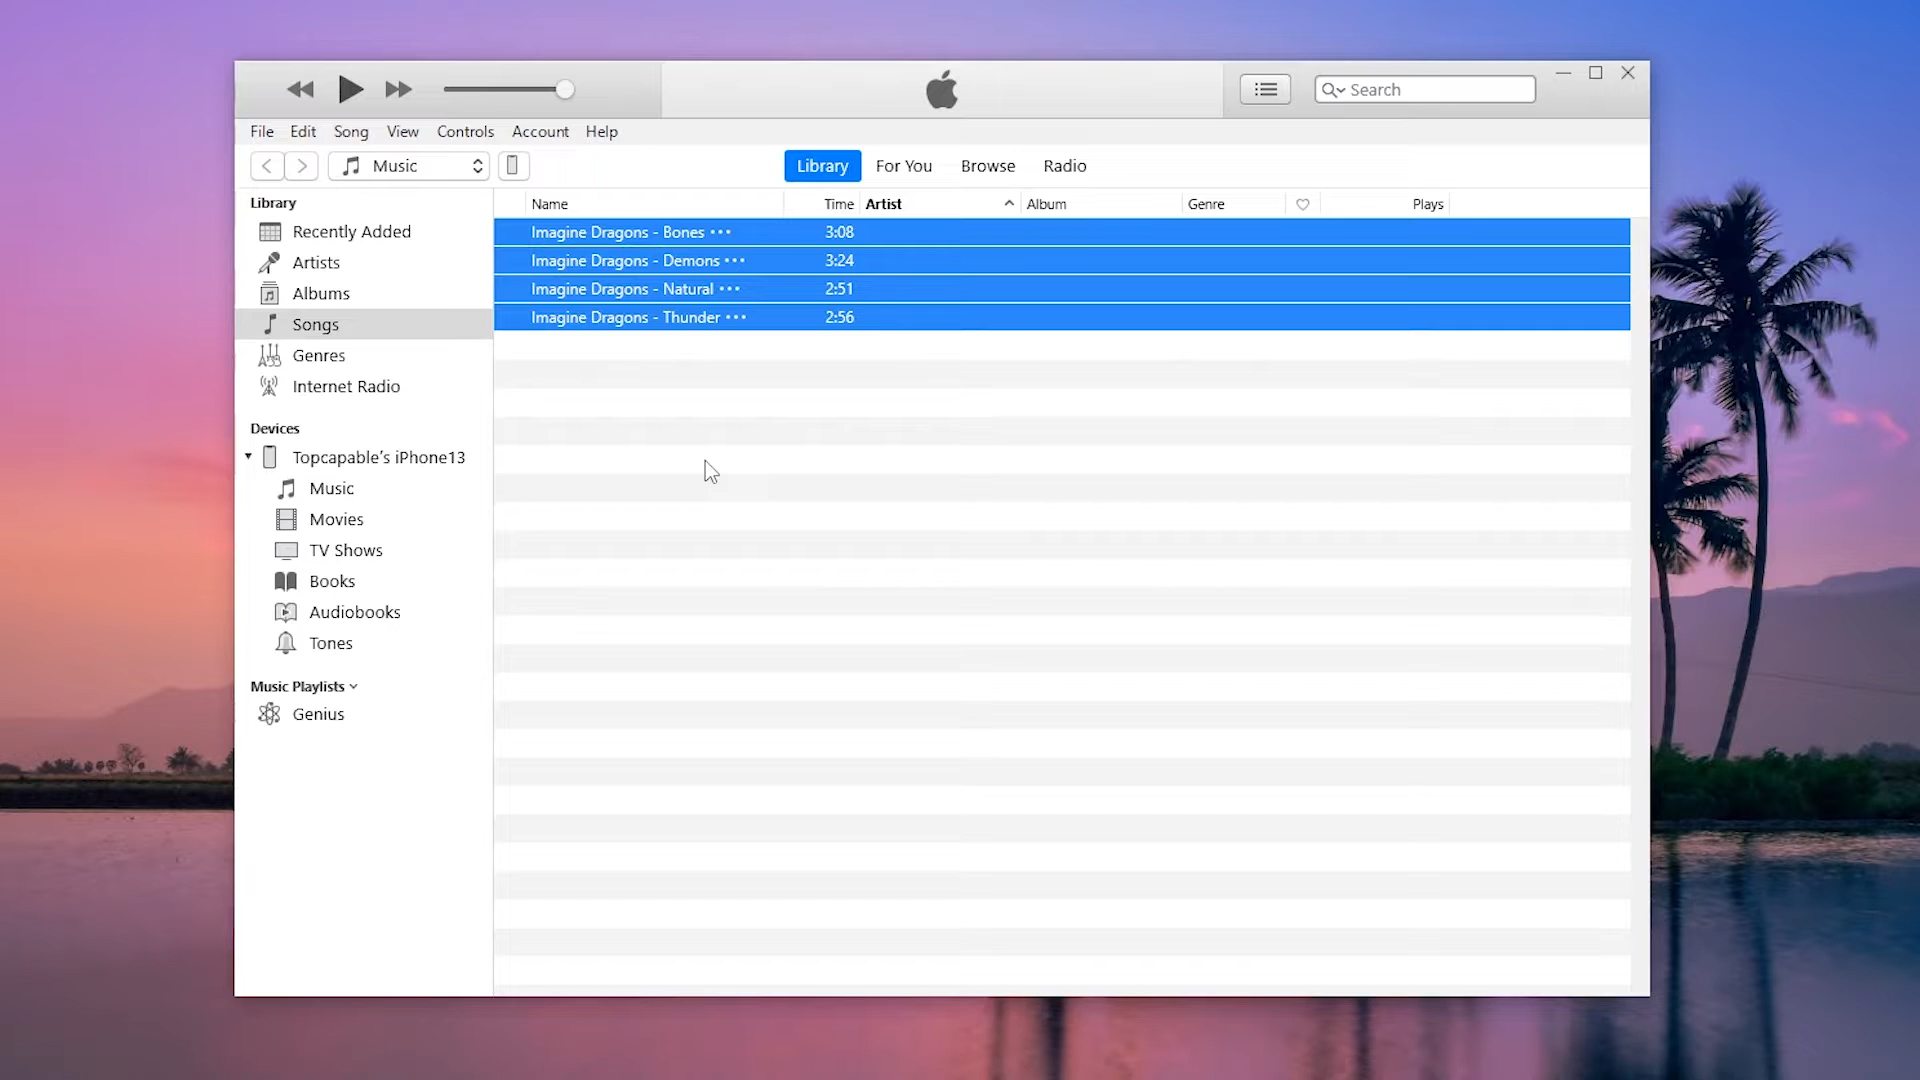 Search
File Edit Song View Controls Account Help
Music Library For You Browse Radio
Library
Recently Added
Artists
Albums
Songs
Genres
Internet Radio
Devices
Topcapable's iPhone13
Music
Movies
TV Shows
Books
Audiobooks
Tones
Music Playlists
Genius
Name Time Artist Album Genre Plays
Imagine Dragons - Bones ••• 3:08
Imagine Dragons - Demons ••• 3:24
Imagine Dragons - Natural ••• 2:51
Imagine Dragons - Thunder ••• 2:56